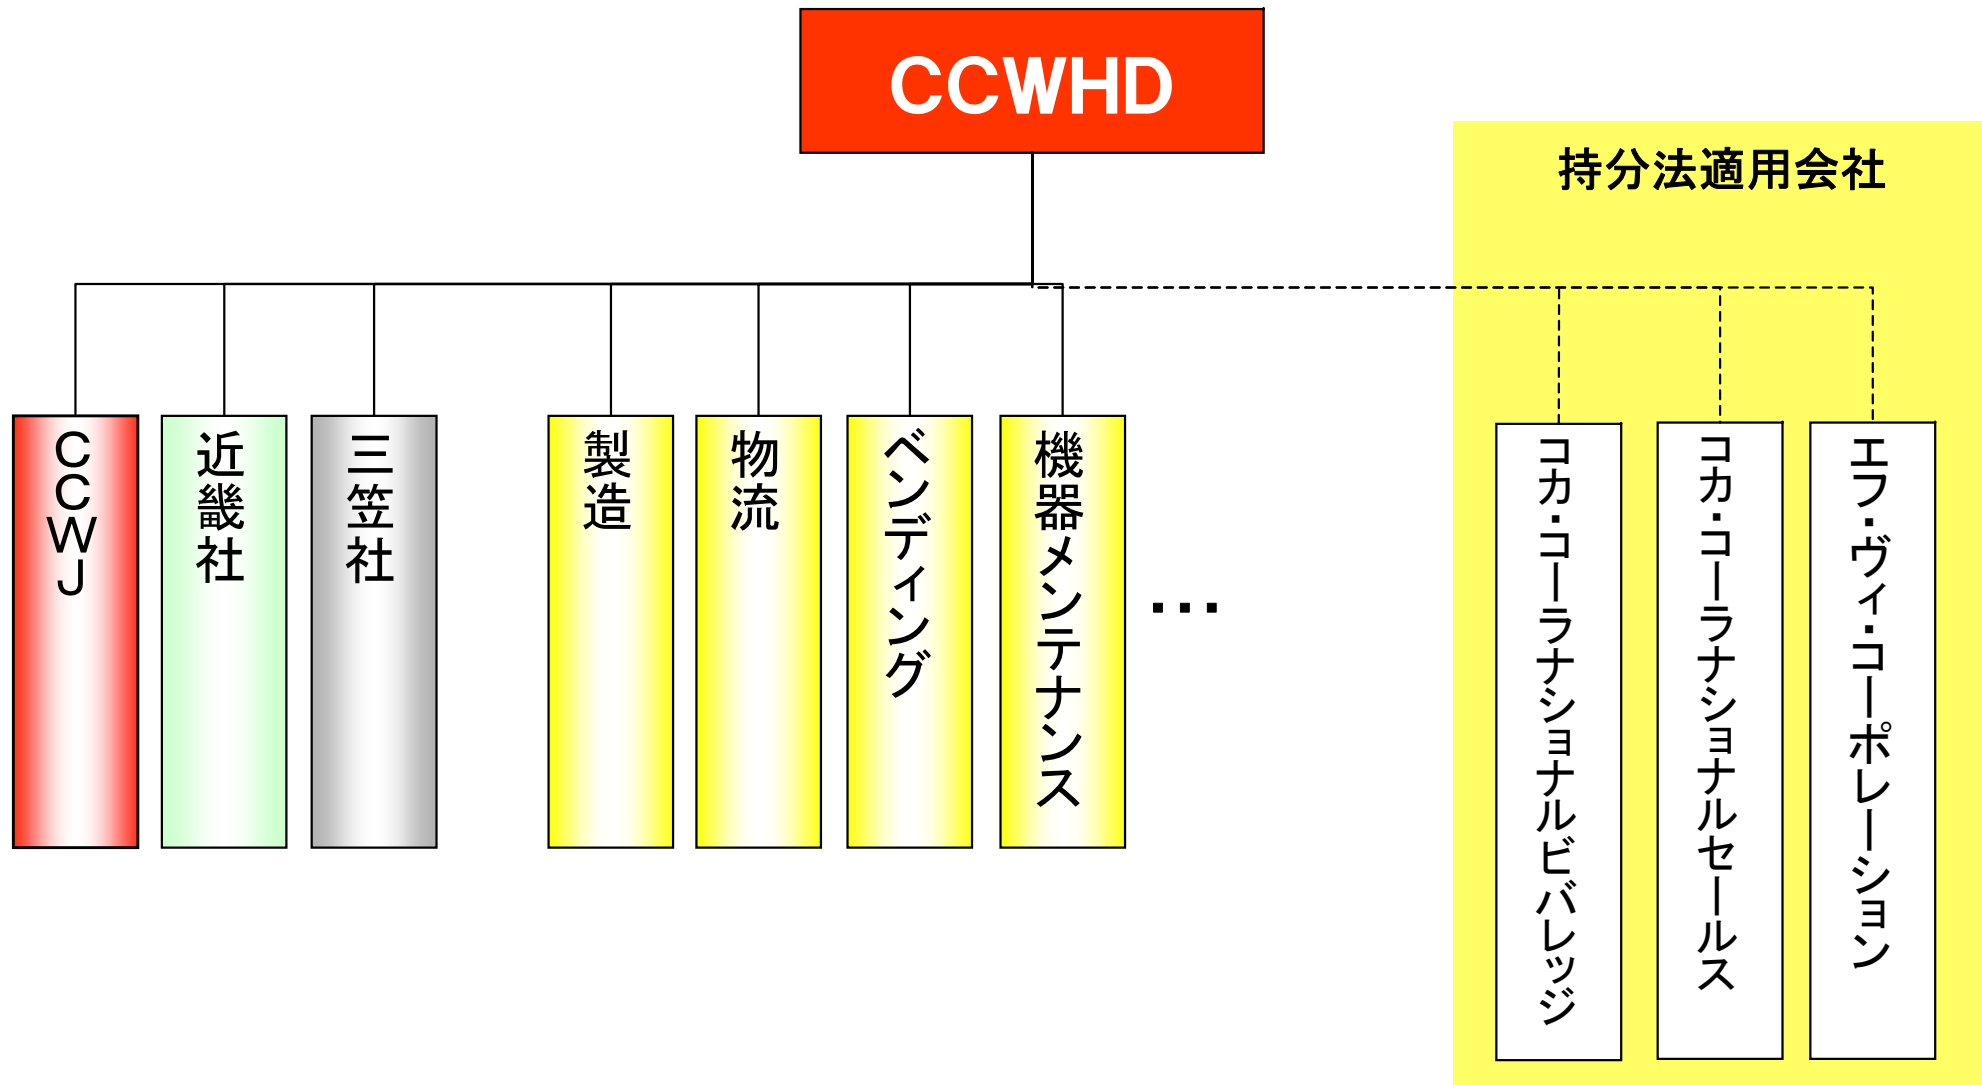 CCWHD
持分法適用会社
ＣＣＷＪ
近畿社
三笠社
製造
物流
ベンディング
機器メンテナンス
…
コカ・コーラナショナルビバレッジ
コカ・コーラナショナルセールス
エフ・ヴィ・コーポレーション